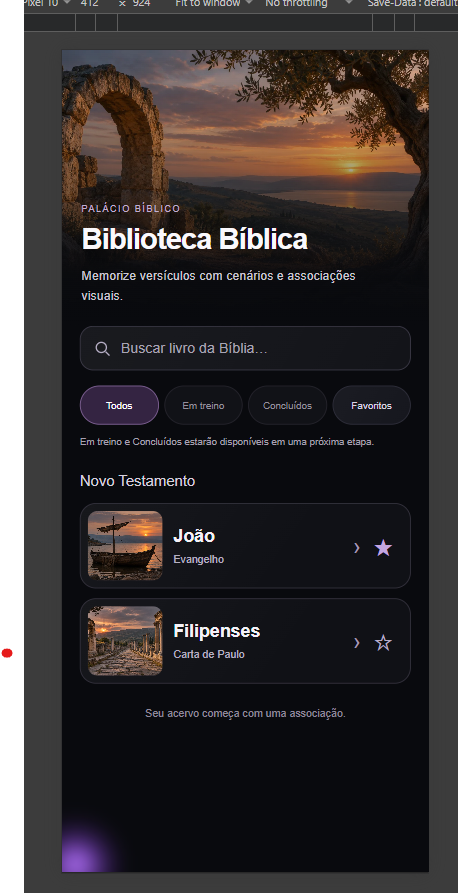 Pixel 10 412 × 924 Fit to window No throttling Save-Data : default
PALÁCIO BÍBLICO
Biblioteca Bíblica
Memorize versículos com cenários e associações
visuais.
Buscar livro da Bíblia...
Todos Em treino Concluídos Favoritos
Em treino e Concluídos estarão disponíveis em uma próxima etapa.
Novo Testamento
João
Evangelho
Filipenses
Carta de Paulo
Seu acervo começa com uma associação.